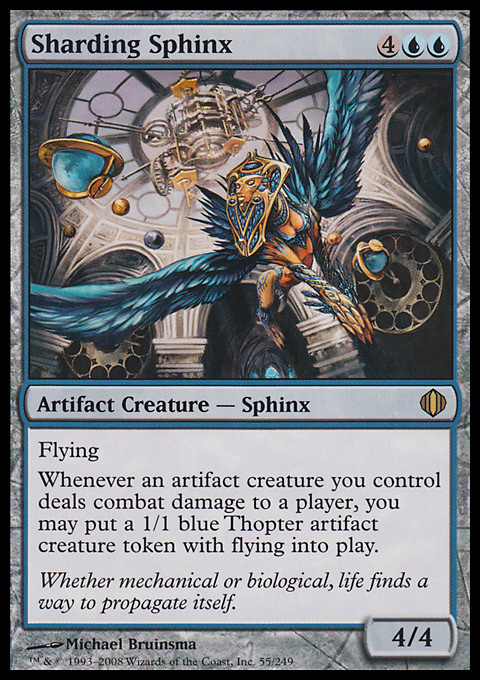 Sharding Sphinx 4
Artifact Creature — Sphinx
Flying
Whenever an artifact creature you control
deals combat damage to a player, you
may put a 1/1 blue Thopter artifact
creature token with flying into play.
Whether mechanical or biological, life finds a
way to propagate itself.
Michael Bruinsma
4/4
™ & © 1993–2008 Wizards of the Coast, Inc. 55/249